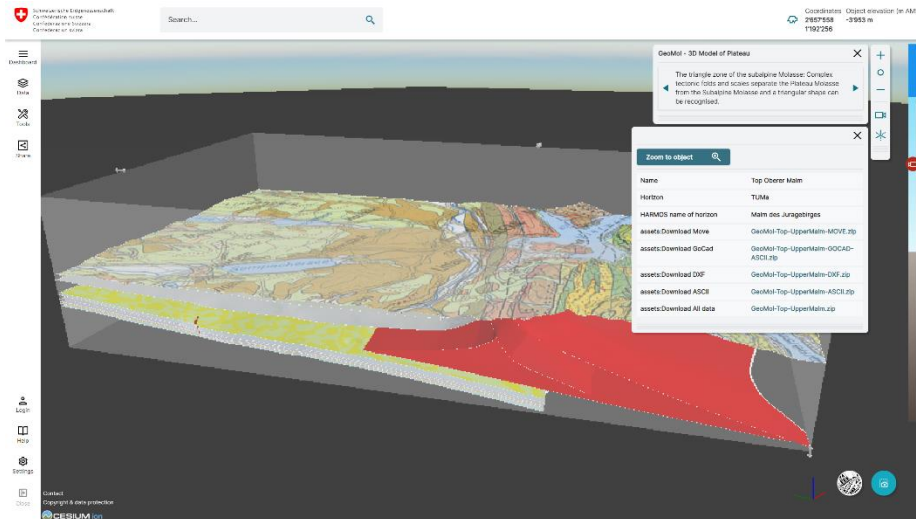 Schweizerische Eidgenossenschaft
Confédération suisse
Confederazione Svizzera
Confederaziun svizra
Search...
Coordinates
2'657'558
1'192'256
Object elevation (m AM
-3'953 m
Dashboard
Data
Tools
Share
GeoMol - 3D Model of Plateau
The triangle zone of the subalpine Molasse: Complex
tectonic folds and scales separate the Plateau Molasse
from the Subalpine Molasse and a triangular shape can
be recognised.
Zoom to object
Name Top Oberer Malm
Horizon TUMa
HARMOS name of horizon Malm des Juragebirges
assets:Download Move GeoMol-Top-UpperMalm-MOVE.zip
assets:Download GoCad GeoMol-Top-UpperMalm-GOCAD-
ASCII.zip
assets:Download DXF GeoMol-Top-UpperMalm-DXF.zip
assets:Download ASCII GeoMol-Top-UpperMalm-ASCII.zip
assets:Download All data GeoMol-Top-UpperMalm.zip
Login
Help
Settings
Close
Contact
Copyright & data protection
CESIUM ion